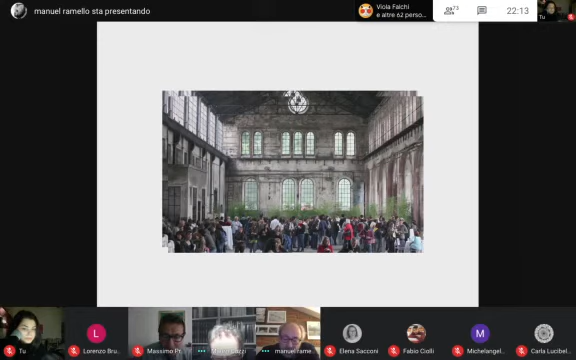 manuel ramello sta presentando
Viola Falchi
e altre 62 perso...
73
22:13
Tu
Tu
L
Lorenzo Bru...
Massimo Pr...
manuel rame...
Elena Sacconi
Fabio Ciolli
M
Michelangel...
Carla Lucibel...